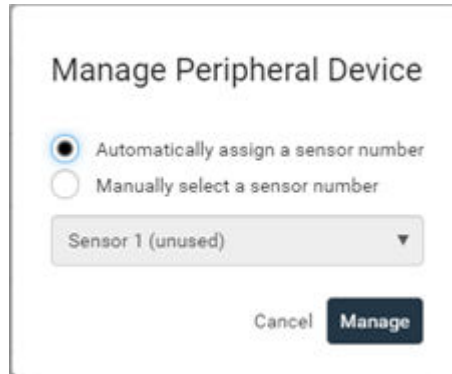 Manage Peripheral Device
Automatically assign a sensor number
Manually select a sensor number
Sensor 1 (unused)
Cancel Manage